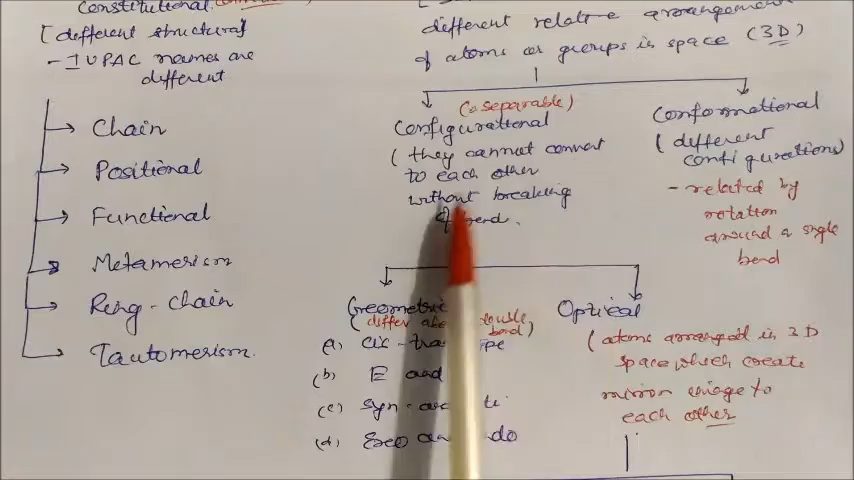 Constitutional.
[different structural
- IUPAC names are
different
Chain
Positional
Functional
Metamerism
Ring-chain
Tautomerism.
different relative arrangement
of atoms or groups in space (3D)
(separable)
Configurational
(they cannot convert
to each other
without breaking
of bond.
Conformational
(different
configurations)
- related by
rotation
around a single
bond
Geometric
(differ double
bond)
(a) cis-
(b) E and
(c) syn-
(d) Exo
Optical
(atoms arranged in 3D
space which create
mirror image to
each other